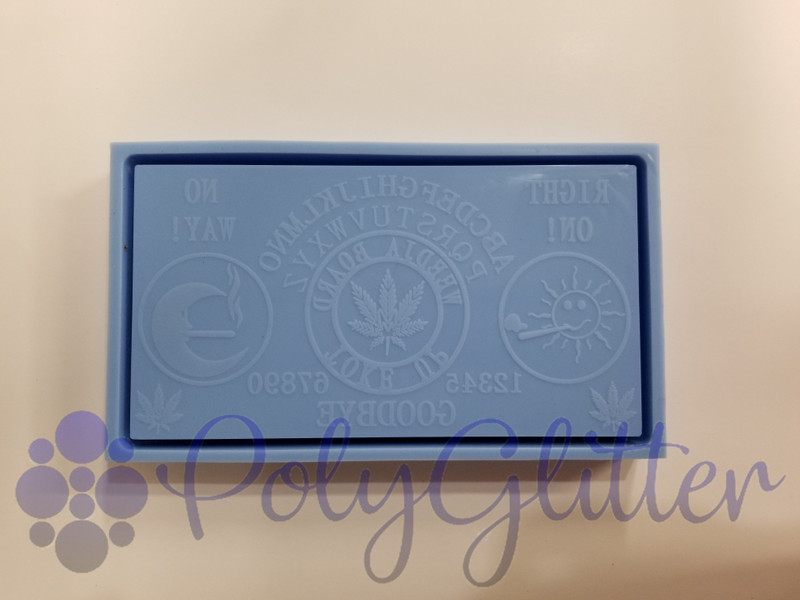 RIGHT ON!
NO WAY!
ABCDEFGHIJKLMNO
PQRSTUVWXYZ
WEEDJA BOARD
TOKE UP
12345 67890
GOODBYE
PolyGlitter